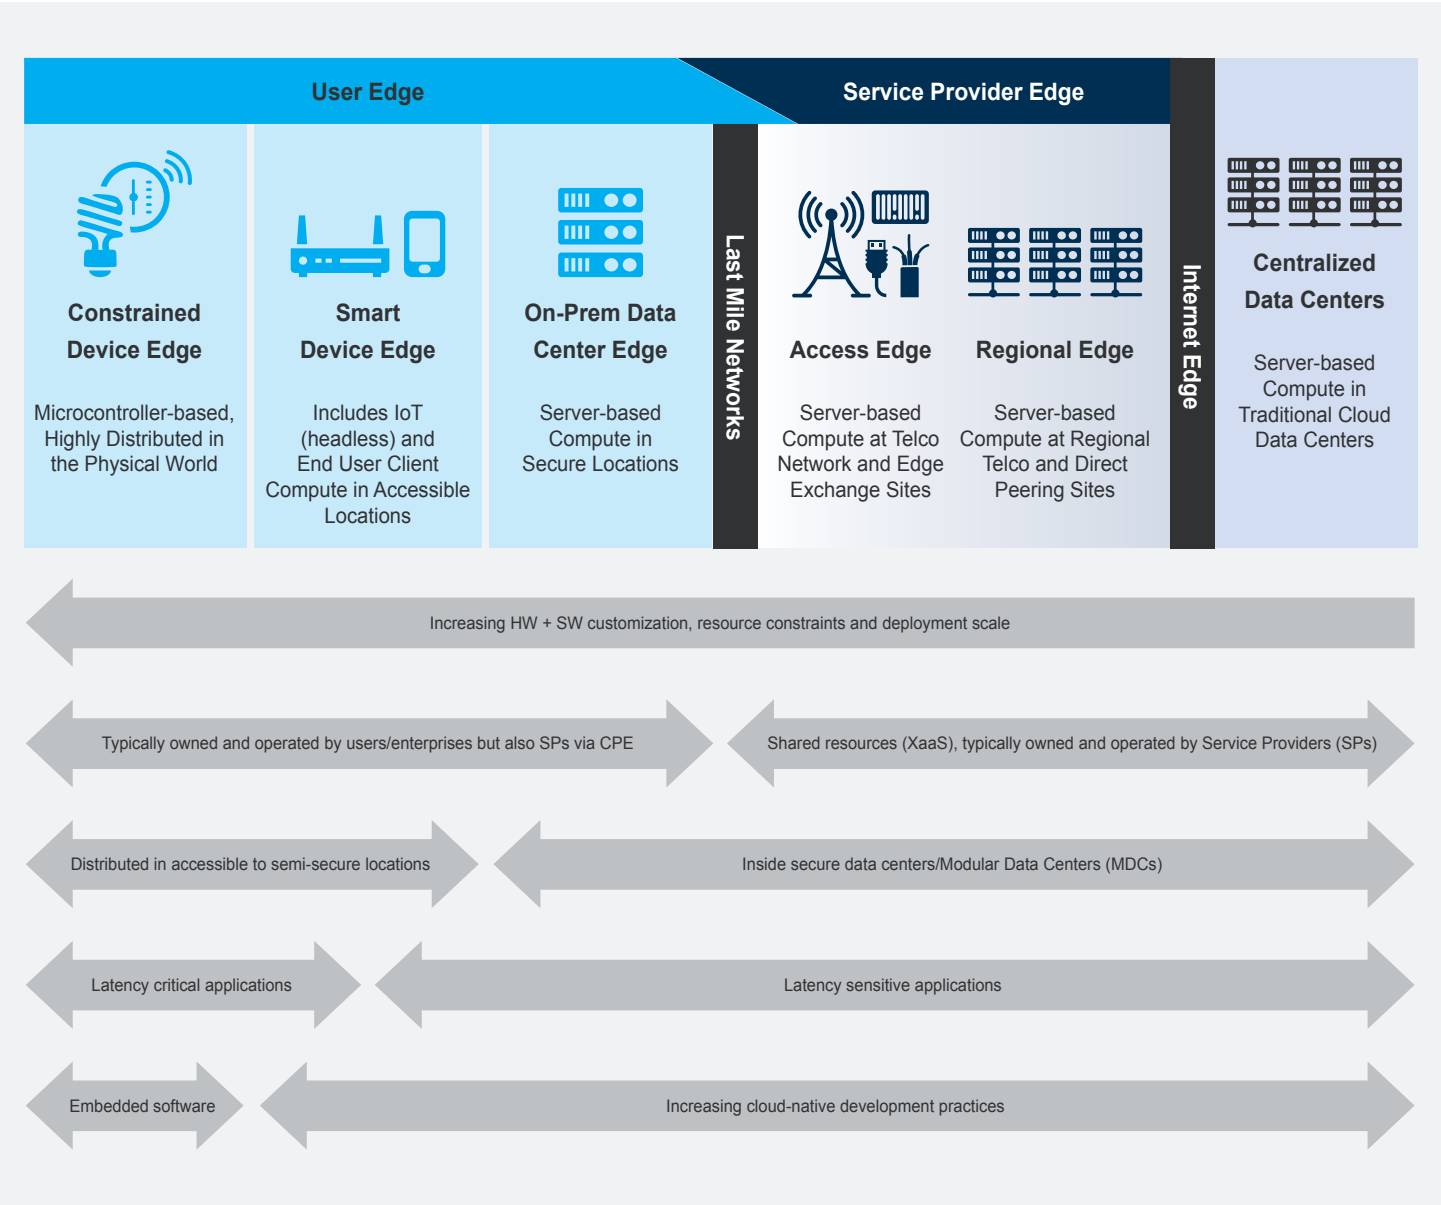 User Edge
Service Provider Edge
Constrained
Device Edge
Microcontroller-based,
Highly Distributed in
the Physical World
Smart
Device Edge
Includes IoT
(headless) and
End User Client
Compute in Accessible
Locations
On-Prem Data
Center Edge
Server-based
Compute in
Secure Locations
Last Mile Networks
Access Edge
Server-based
Compute at Telco
Network and Edge
Exchange Sites
Regional Edge
Server-based
Compute at Regional
Telco and Direct
Peering Sites
Internet Edge
Centralized
Data Centers
Server-based
Compute in
Traditional Cloud
Data Centers
Increasing HW + SW customization, resource constraints and deployment scale
Typically owned and operated by users/enterprises but also SPs via CPE
Shared resources (XaaS), typically owned and operated by Service Providers (SPs)
Distributed in accessible to semi-secure locations
Inside secure data centers/Modular Data Centers (MDCs)
Latency critical applications
Latency sensitive applications
Embedded software
Increasing cloud-native development practices